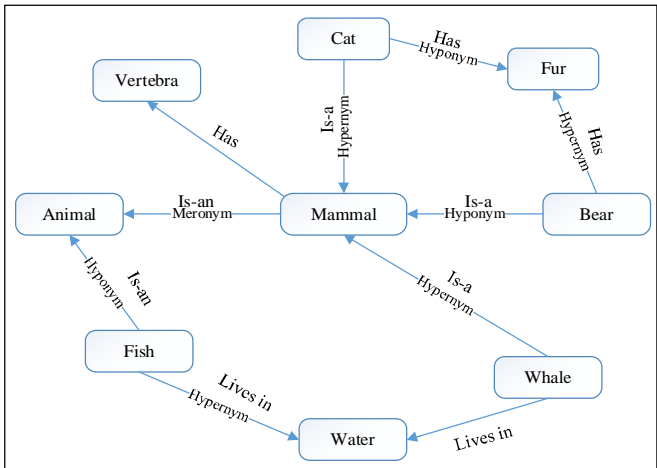 Cat
Has
Hyponym
Fur
Vertebra
Is-a
Hypernym
Has
Has
Hypernym
Animal
Is-an
Meronym
Mammal
Is-a
Hyponym
Bear
Is-an
Hyponym
Is-a
Hypernym
Fish
Whale
Lives in
Hypernym
Water
Lives in